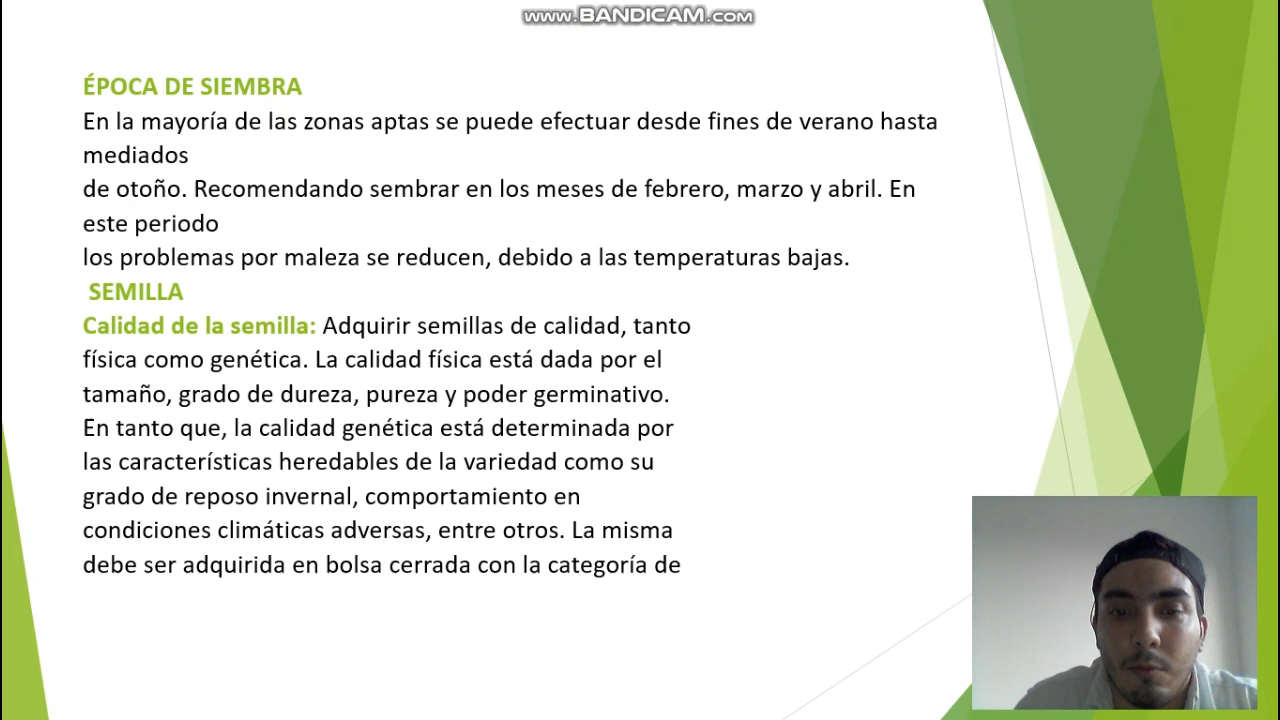 www.BANDICAM.com
ÉPOCA DE SIEMBRA
En la mayoría de las zonas aptas se puede efectuar desde fines de verano hasta
mediados
de otoño. Recomendando sembrar en los meses de febrero, marzo y abril. En
este periodo
los problemas por maleza se reducen, debido a las temperaturas bajas.
SEMILLA
Calidad de la semilla: Adquirir semillas de calidad, tanto
física como genética. La calidad física está dada por el
tamaño, grado de dureza, pureza y poder germinativo.
En tanto que, la calidad genética está determinada por
las características heredables de la variedad como su
grado de reposo invernal, comportamiento en
condiciones climáticas adversas, entre otros. La misma
debe ser adquirida en bolsa cerrada con la categoría de